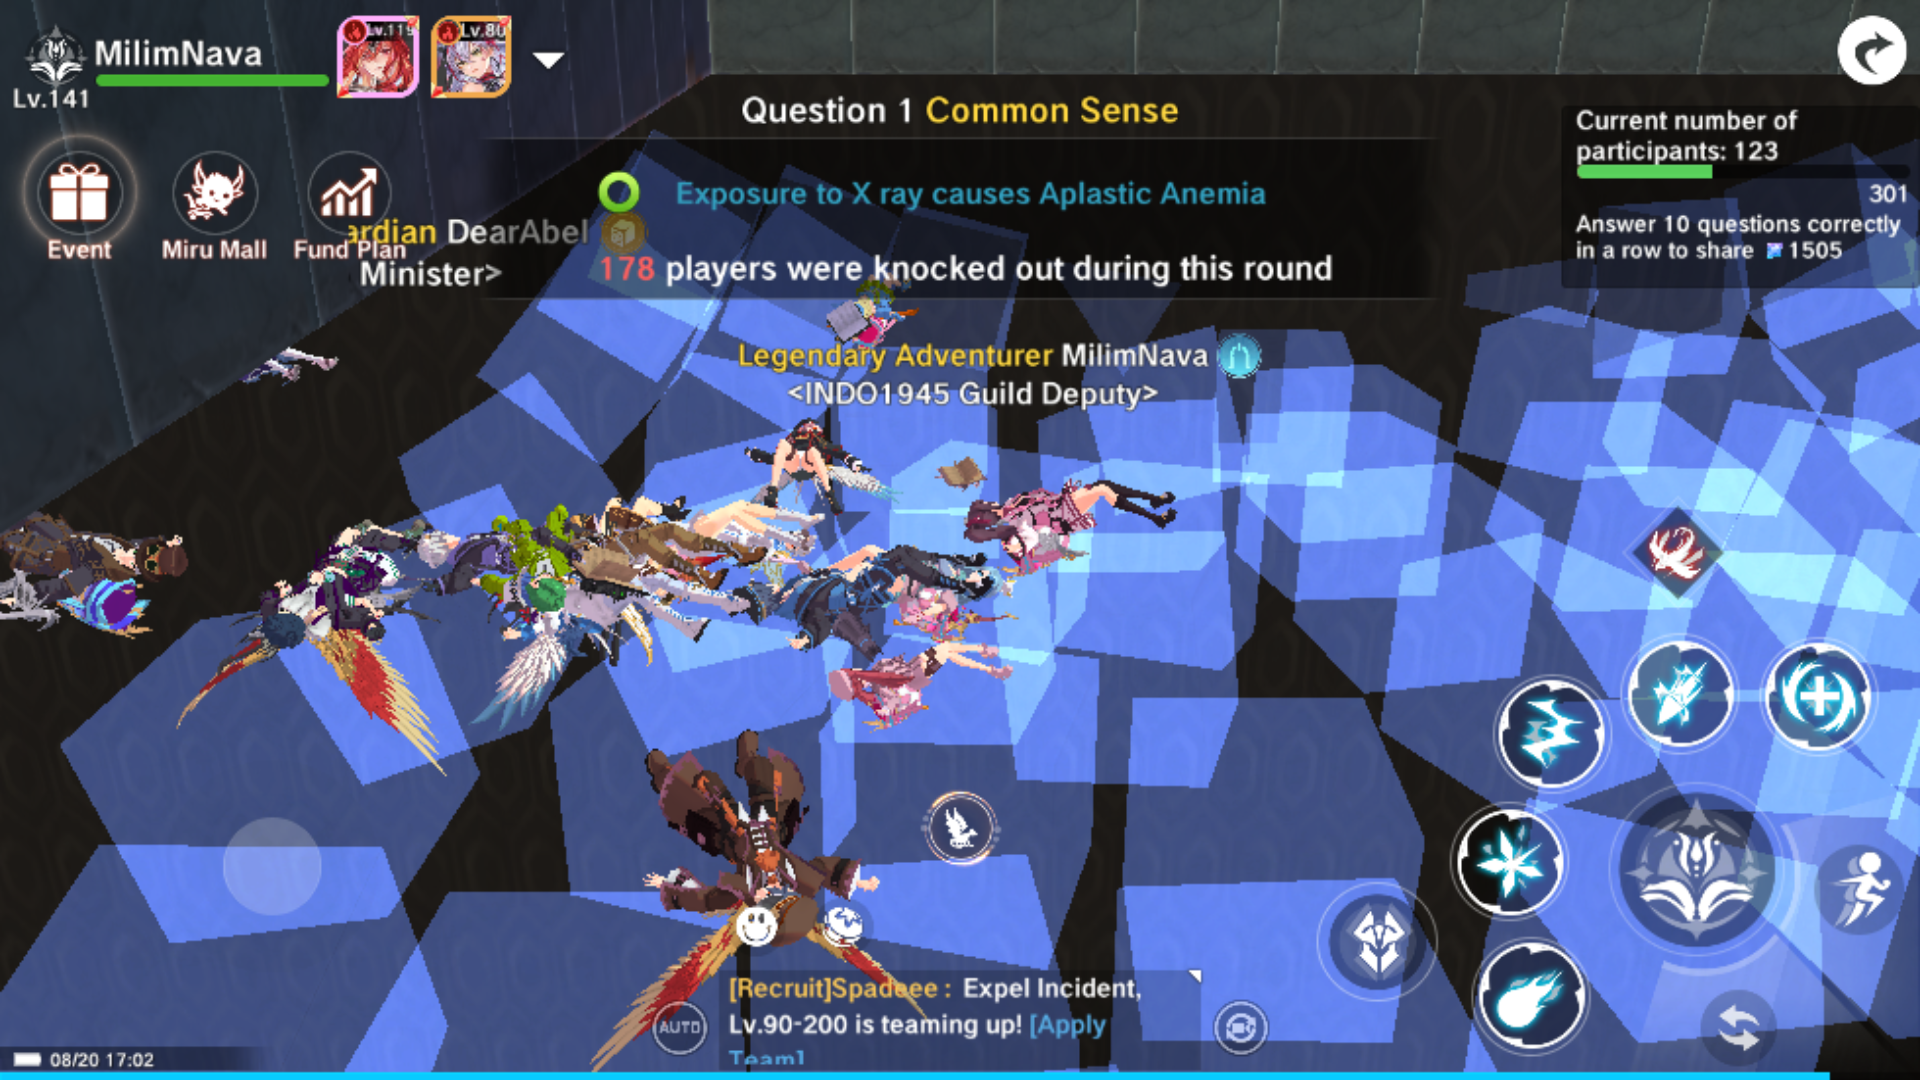 MilimNava
Lv.141
Lv.119
Lv.80
Question 1 Common Sense
Exposure to X ray causes Aplastic Anemia
178 players were knocked out during this round
Current number of
participants: 123
301
Answer 10 questions correctly
in a row to share 1505
Event
Miru Mall
Fund Plan
ardian DearAbel
Minister>
Legendary Adventurer MilimNava
<INDO1945 Guild Deputy>
[Recruit]Spadeee : Expel Incident,
Lv.90-200 is teaming up! [Apply
Team]
AUTO
08/20 17:02